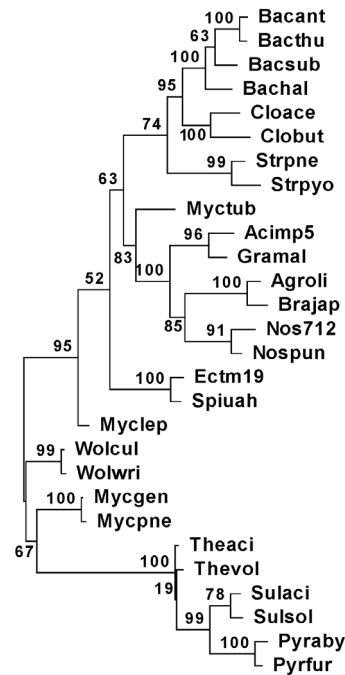 100 Bacant
63 Bacthu
100 Bacsub
95 Bachal
Cloace
100 Clobut
74
99 Strpne
Strpyo
63
Myctub
96 Acimp5
83 100 Gramal
100 Agroli
Brajap
85 91 Nos712
Nospun
52
95
100 Ectm19
Spiuah
Myclep
99 Wolcul
Wolwri
100 Mycgen
Mycpne
67
100 Theaci
Thevol
19
78 Sulaci
99 Sulsol
100 Pyraby
Pyrfur